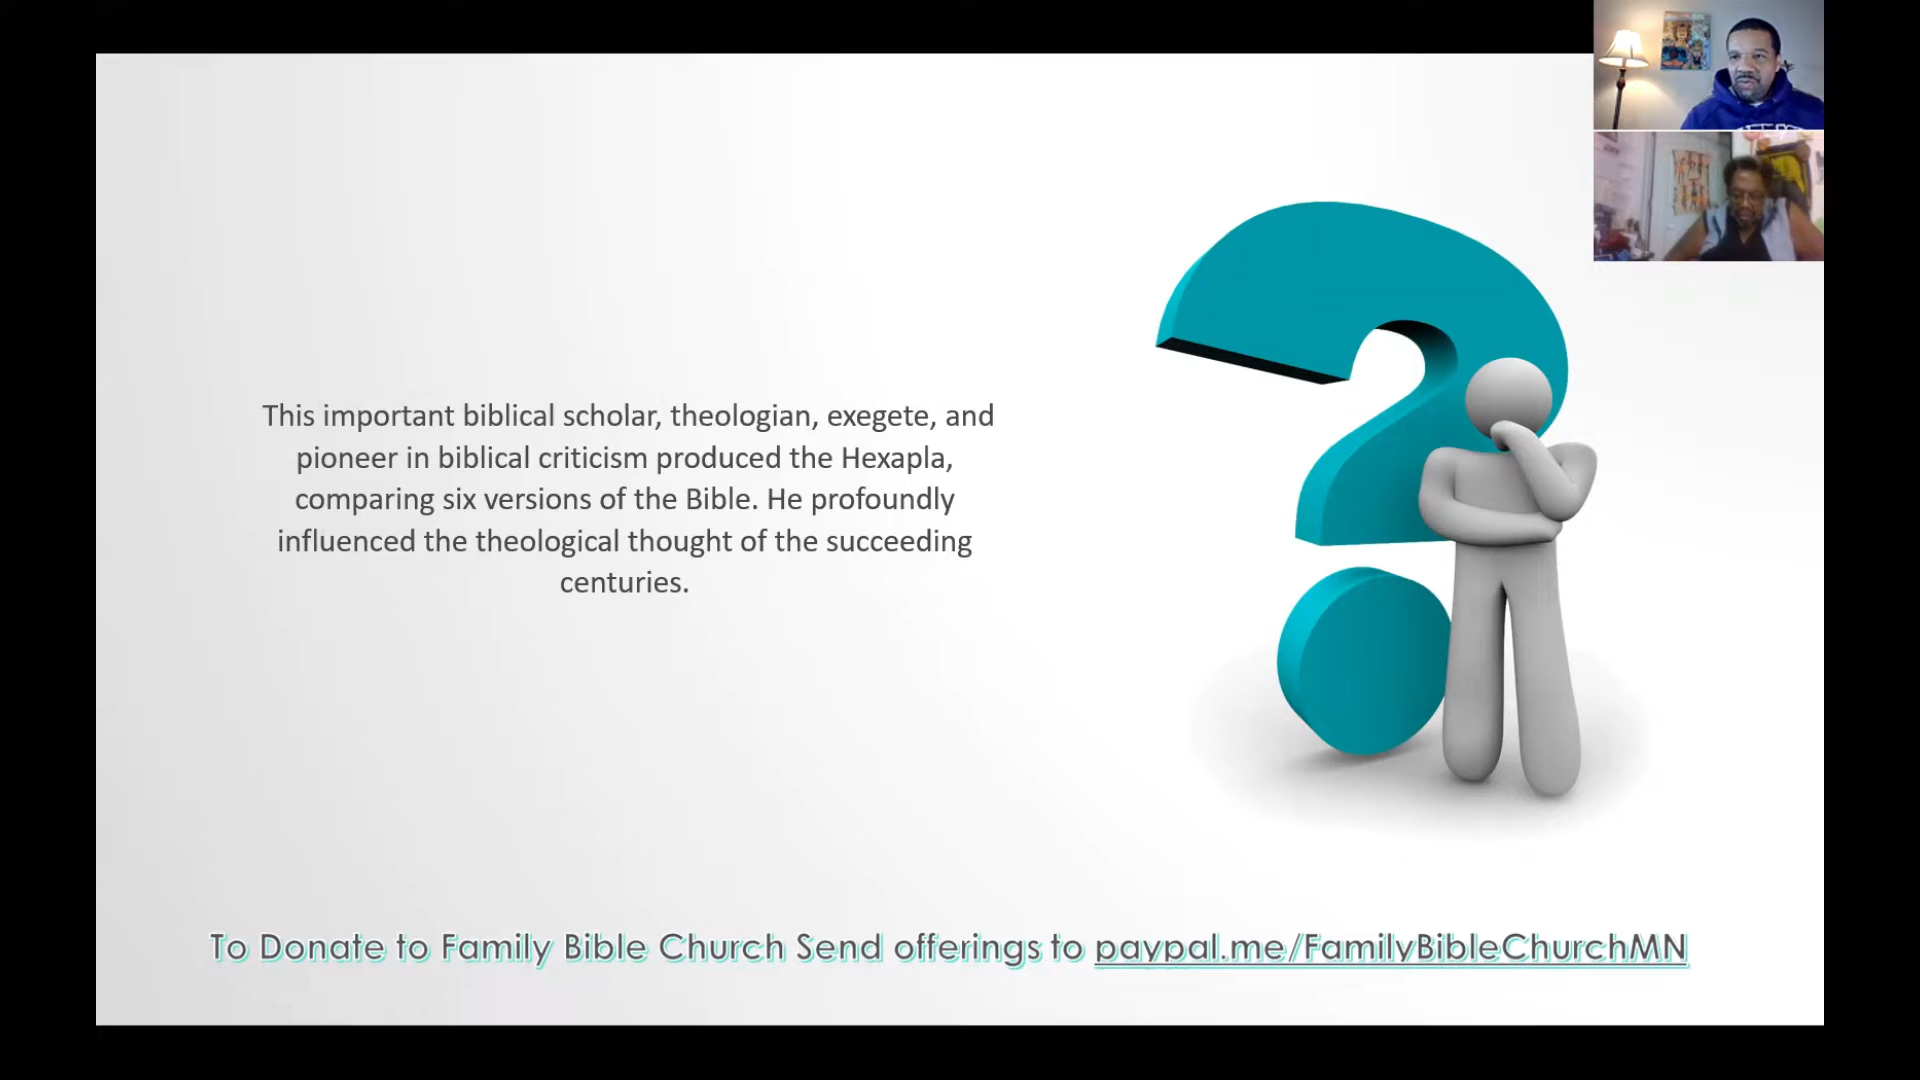 This important biblical scholar, theologian, exegete, and
pioneer in biblical criticism produced the Hexapla,
comparing six versions of the Bible. He profoundly
influenced the theological thought of the succeeding
centuries.
To Donate to Family Bible Church Send offerings to paypal.me/FamilyBibleChurchMN